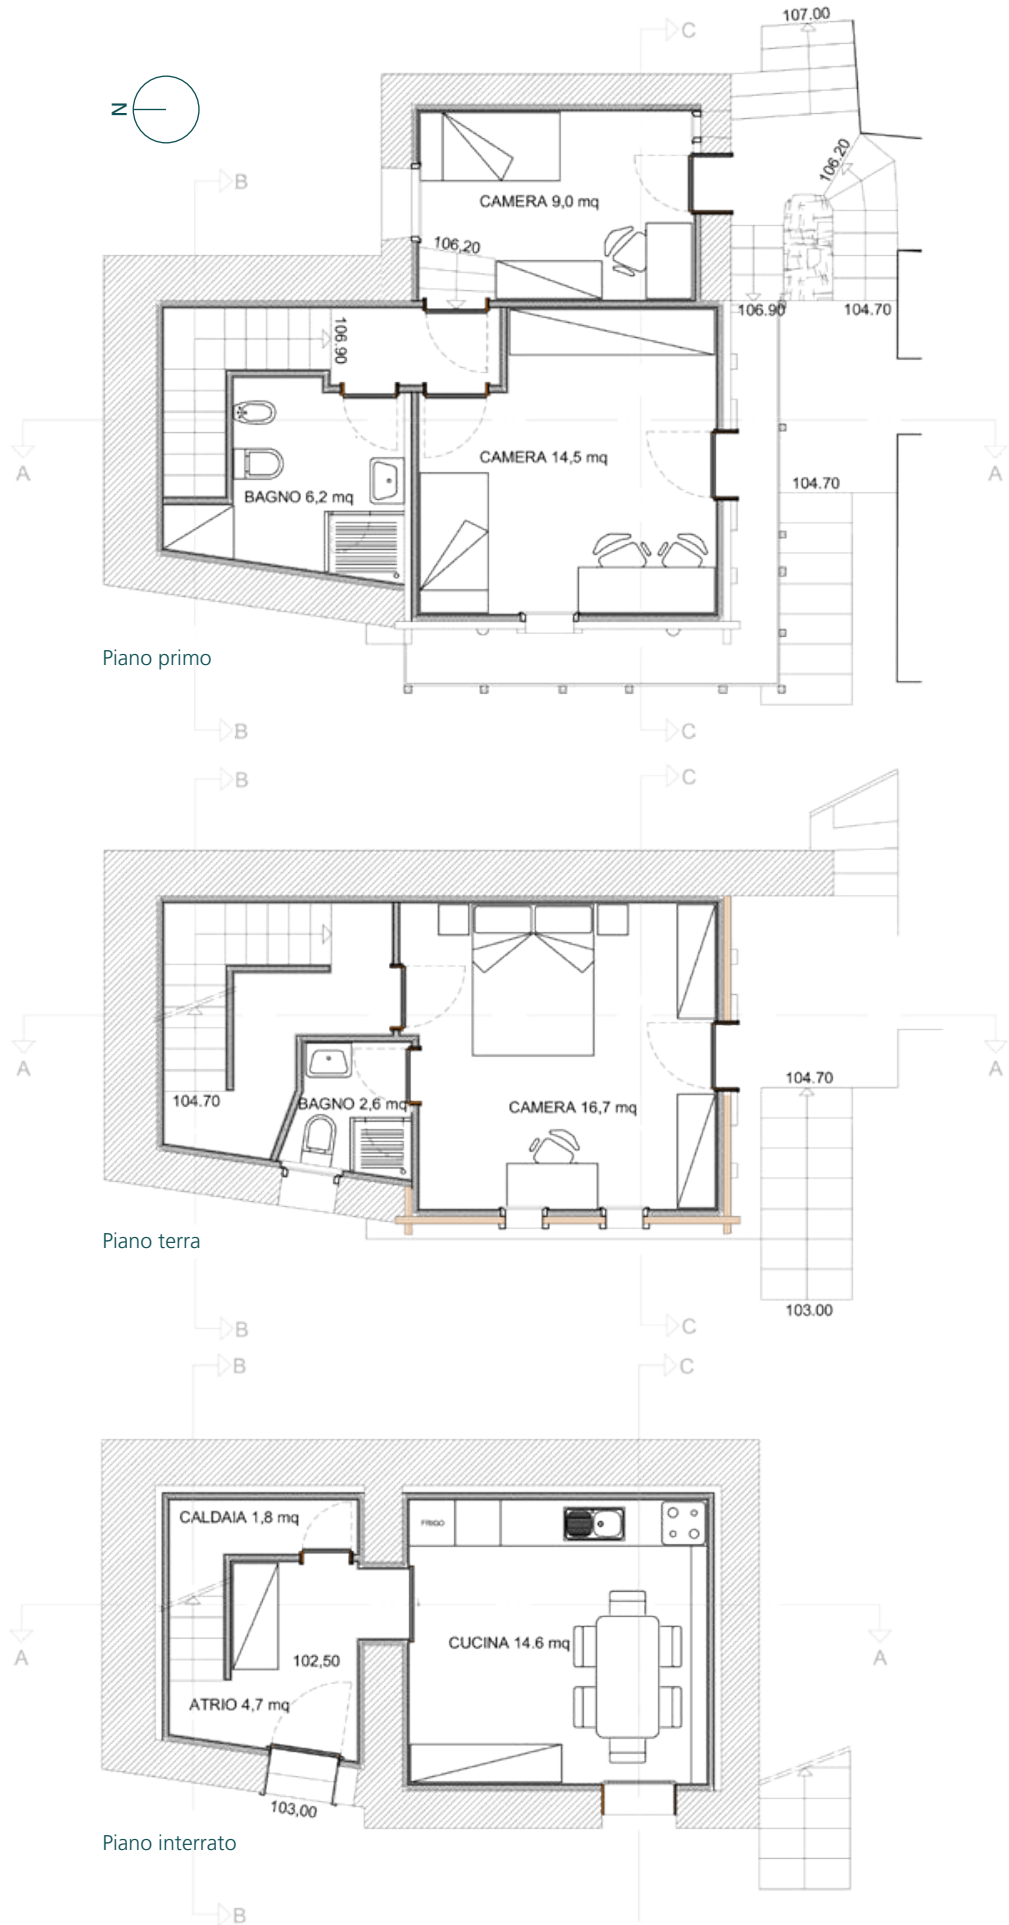 107.00
C
N
106.20
B
CAMERA 9,0 mq
106,20
106.90
104.70
106.90
A
A
CAMERA 14,5 mq
104.70
BAGNO 6,2 mq
Piano primo
B
C
B
C
A
A
104.70
104.70
BAGNO 2,6 mq
CAMERA 16,7 mq
Piano terra
103.00
B
C
B
C
CALDAIA 1,8 mq
FRIGO
A
A
CUCINA 14.6 mq
102,50
ATRIO 4,7 mq
103,00
Piano interrato
B